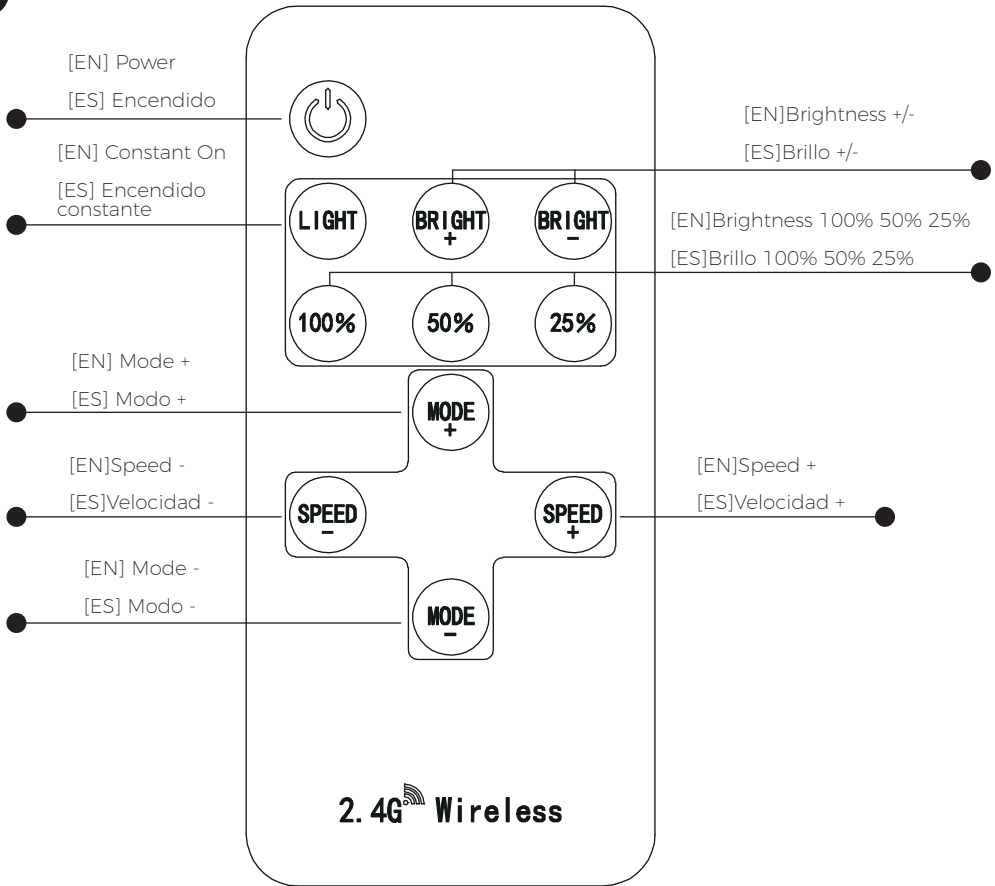 [EN] Power
[ES] Encendido
[EN] Constant On
[ES] Encendido
constante
[EN]Brightness +/-
[ES]Brillo +/-
LIGHT
BRIGHT
+
BRIGHT
-
[EN]Brightness 100% 50% 25%
[ES]Brillo 100% 50% 25%
100%
50%
25%
[EN] Mode +
[ES] Modo +
MODE
+
[EN]Speed -
[ES]Velocidad -
SPEED
-
SPEED
+
[EN]Speed +
[ES]Velocidad +
[EN] Mode -
[ES] Modo -
MODE
-
2.4G Wireless